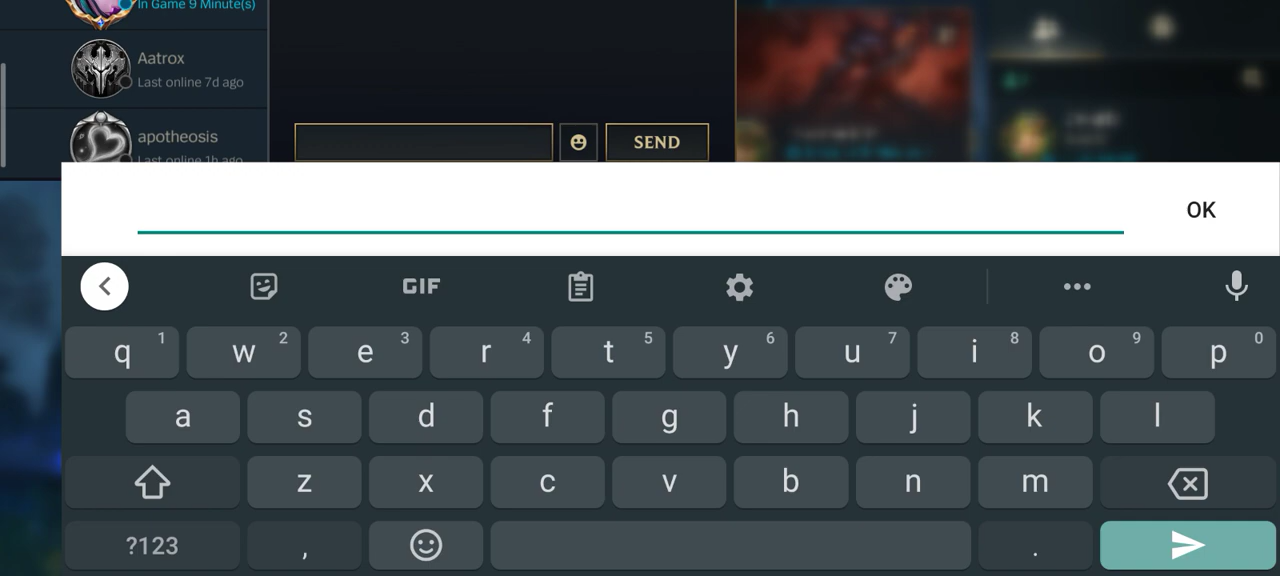 In Game 9 Minute(s)
Aatrox
Last online 7d ago
apotheosis
Last online 1h ago
SEND
OK
GIF
q 1 w 2 e 3 r 4 t 5 y 6 u 7 i 8 o 9 p 0
a s d f g h j k l
z x c v b n m
?123 , .